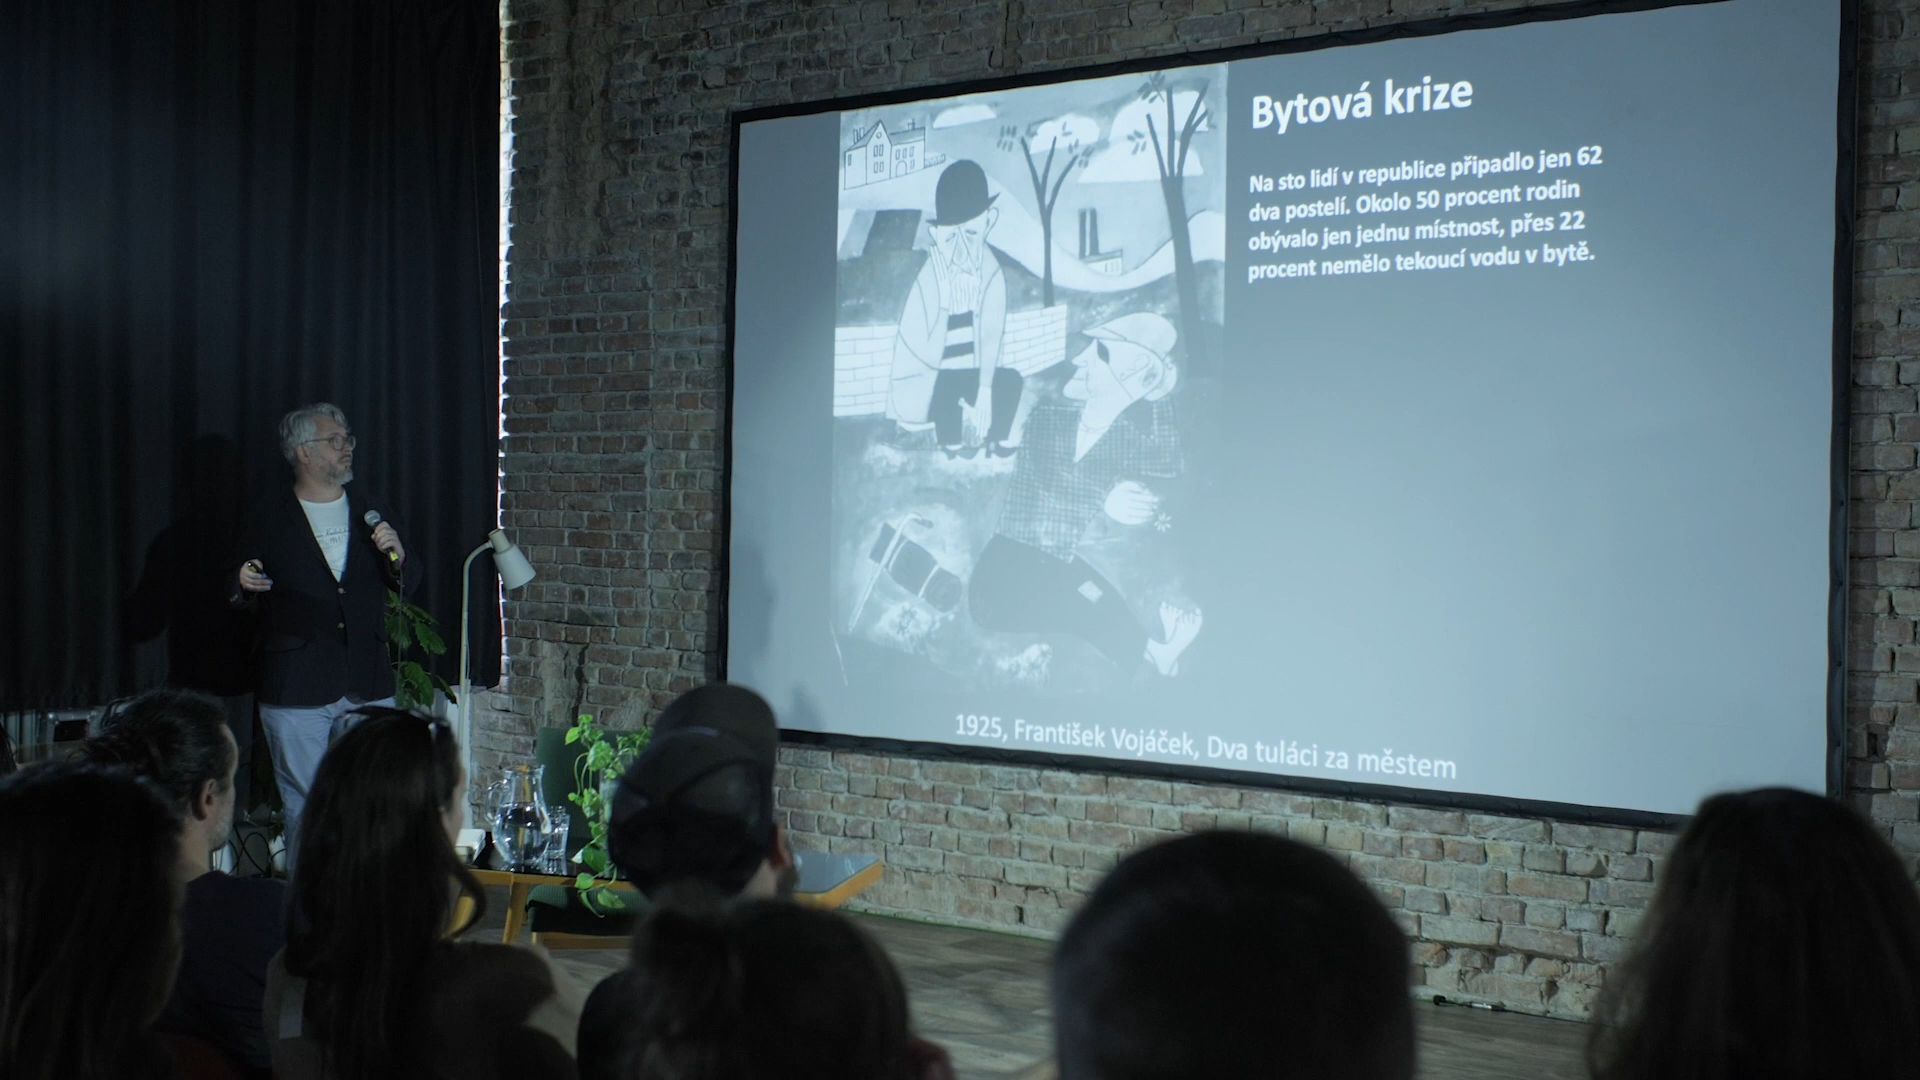 Bytová krize
Na sto lidí v republice připadlo jen 62
dva postelí. Okolo 50 procent rodin
obývalo jen jednu místnost, přes 22
procent nemělo tekoucí vodu v bytě.
1925, František Vojáček, Dva tuláci za městem